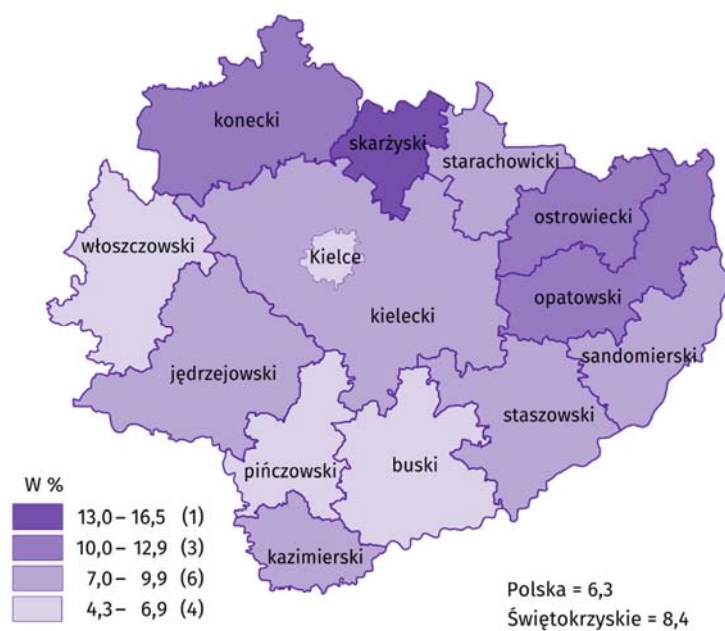 konecki
skarżyski
starachowicki
ostrowiecki
włoszczowski
Kielce
opatowski
kielecki
sandomierski
jędrzejowski
staszowski
pińczowski
buski
kazimierski
W %
13,0 – 16,5 (1)
10,0 – 12,9 (3)
7,0 – 9,9 (6)
4,3 – 6,9 (4)
Polska = 6,3
Świętokrzyskie = 8,4